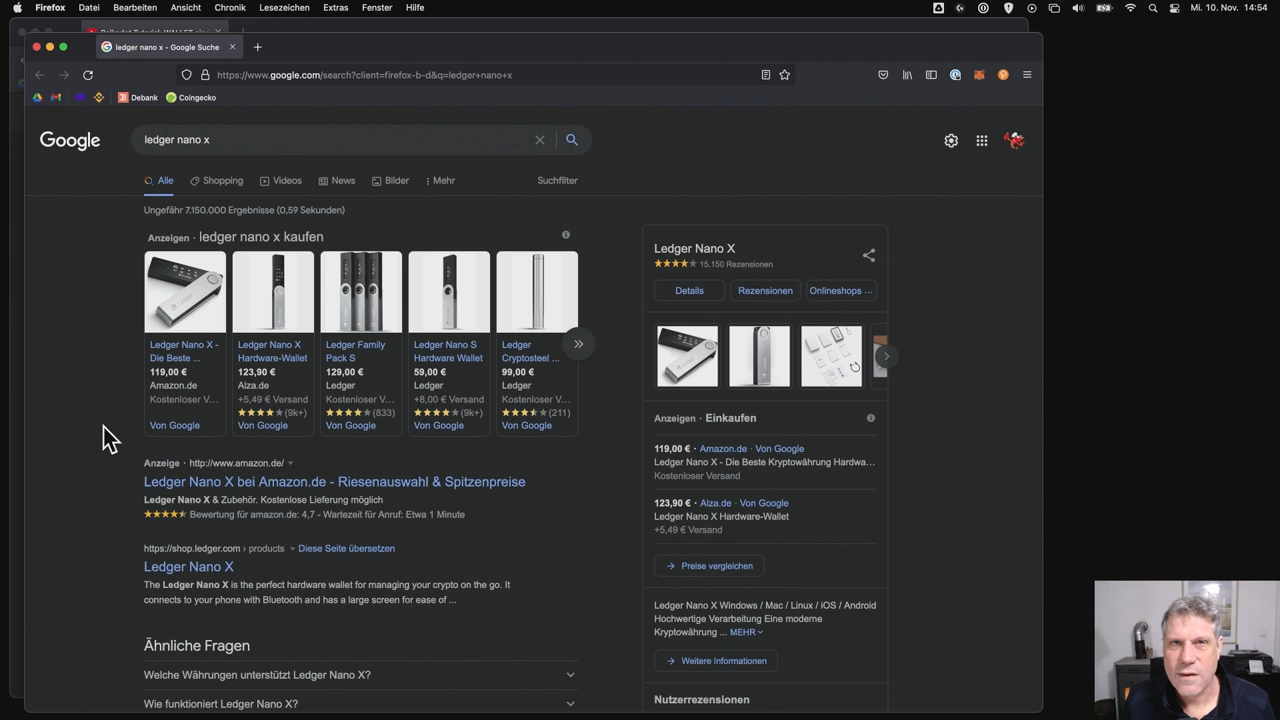 Firefox Datei Bearbeiten Ansicht Chronik Lesezeichen Extras Fenster Hilfe Mi. 10. Nov. 14:54
ledger nano x - Google Suche
https://www.google.com/search?client=firefox-b-d&q=ledger+nano+x
Debank Coingecko
Google
ledger nano x
Alle Shopping Videos News Bilder Mehr Suchfilter
Ungefähr 7.150.000 Ergebnisse (0,59 Sekunden)
Anzeigen · ledger nano x kaufen
Ledger Nano X -
Die Beste ...
119,00 €
Amazon.de
Kostenloser V...
Von Google
Ledger Nano X
Hardware-Wallet
123,90 €
Alza.de
+5,49 € Versand
(9k+)
Von Google
Ledger Family
Pack S
129,00 €
Ledger
Kostenloser V...
(833)
Von Google
Ledger Nano S
Hardware Wallet
59,00 €
Ledger
+8,00 € Versand
(9k+)
Von Google
Ledger
Cryptosteel ...
99,00 €
Ledger
Kostenloser V...
(211)
Von Google
Anzeige · http://www.amazon.de/
Ledger Nano X bei Amazon.de - Riesenauswahl & Spitzenpreise
Ledger Nano X & Zubehör. Kostenlose Lieferung möglich
Bewertung für amazon.de: 4,7 - Wartezeit für Anruf: Etwa 1 Minute
https://shop.ledger.com › products Diese Seite übersetzen
Ledger Nano X
The Ledger Nano X is the perfect hardware wallet for managing your crypto on the go. It
connects to your phone with Bluetooth and has a large screen for ease of ...
Ähnliche Fragen
Welche Währungen unterstützt Ledger Nano X?
Wie funktioniert Ledger Nano X?
Ledger Nano X
15.150 Rezensionen
Details Rezensionen Onlineshops ...
Anzeigen · Einkaufen
119,00 € · Amazon.de · Von Google
Ledger Nano X - Die Beste Kryptowährung Hardwa...
Kostenloser Versand
123,90 € · Alza.de · Von Google
Ledger Nano X Hardware-Wallet
+5,49 € Versand
Preise vergleichen
Ledger Nano X Windows / Mac / Linux / iOS / Android
Hochwertige Verarbeitung Eine moderne
Kryptowährung ... MEHR
Weitere Informationen
Nutzerrezensionen